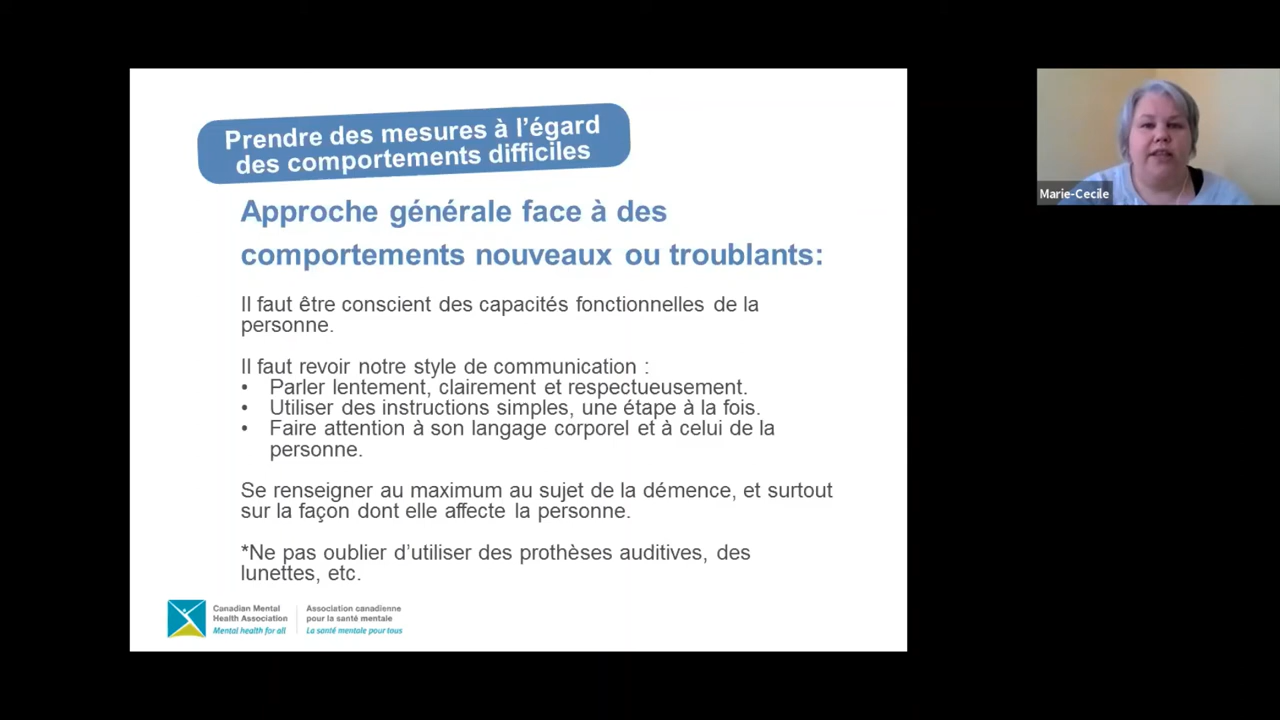 Prendre des mesures à l’égard
des comportements difficiles
Approche générale face à des
comportements nouveaux ou troublants:
Il faut être conscient des capacités fonctionnelles de la
personne.
Il faut revoir notre style de communication :
• Parler lentement, clairement et respectueusement.
• Utiliser des instructions simples, une étape à la fois.
• Faire attention à son langage corporel et à celui de la
personne.
Se renseigner au maximum au sujet de la démence, et surtout
sur la façon dont elle affecte la personne.
*Ne pas oublier d’utiliser des prothèses auditives, des
lunettes, etc.
Canadian Mental
Health Association
Mental health for all
Association canadienne
pour la santé mentale
La santé mentale pour tous
Marie-Cecile